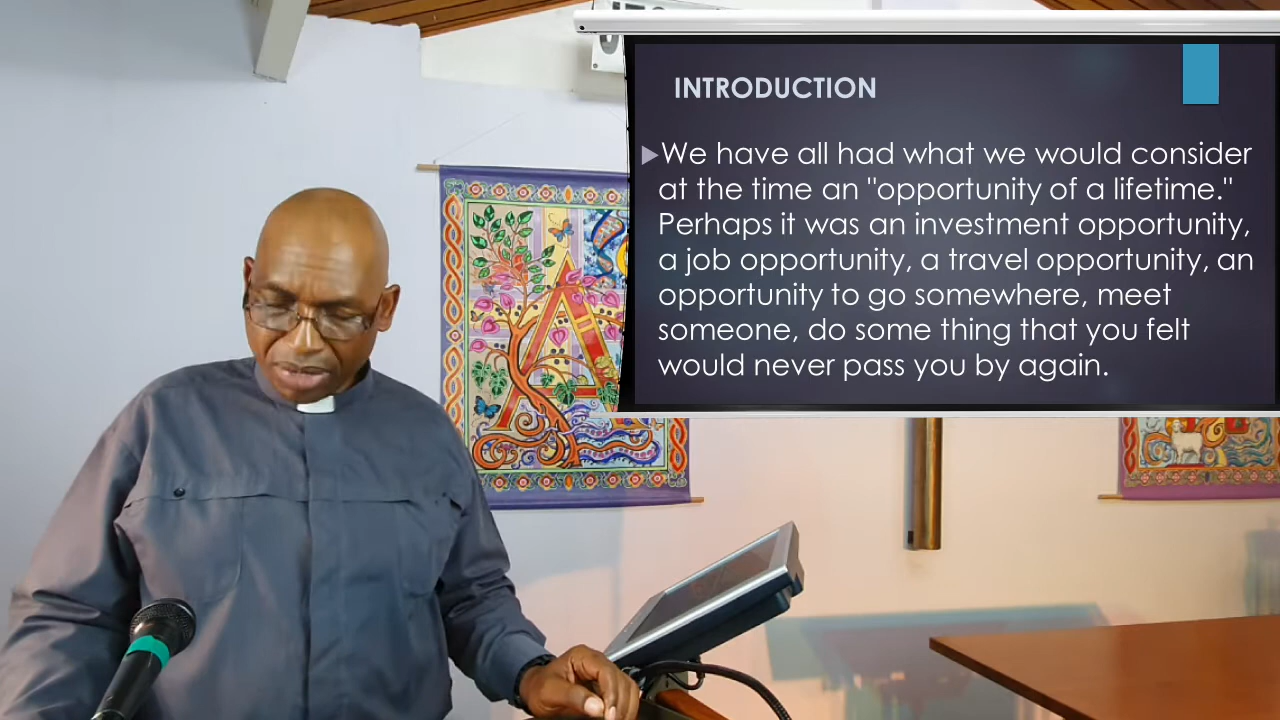 INTRODUCTION
We have all had what we would consider
at the time an "opportunity of a lifetime."
Perhaps it was an investment opportunity,
a job opportunity, a travel opportunity, an
opportunity to go somewhere, meet
someone, do some thing that you felt
would never pass you by again.